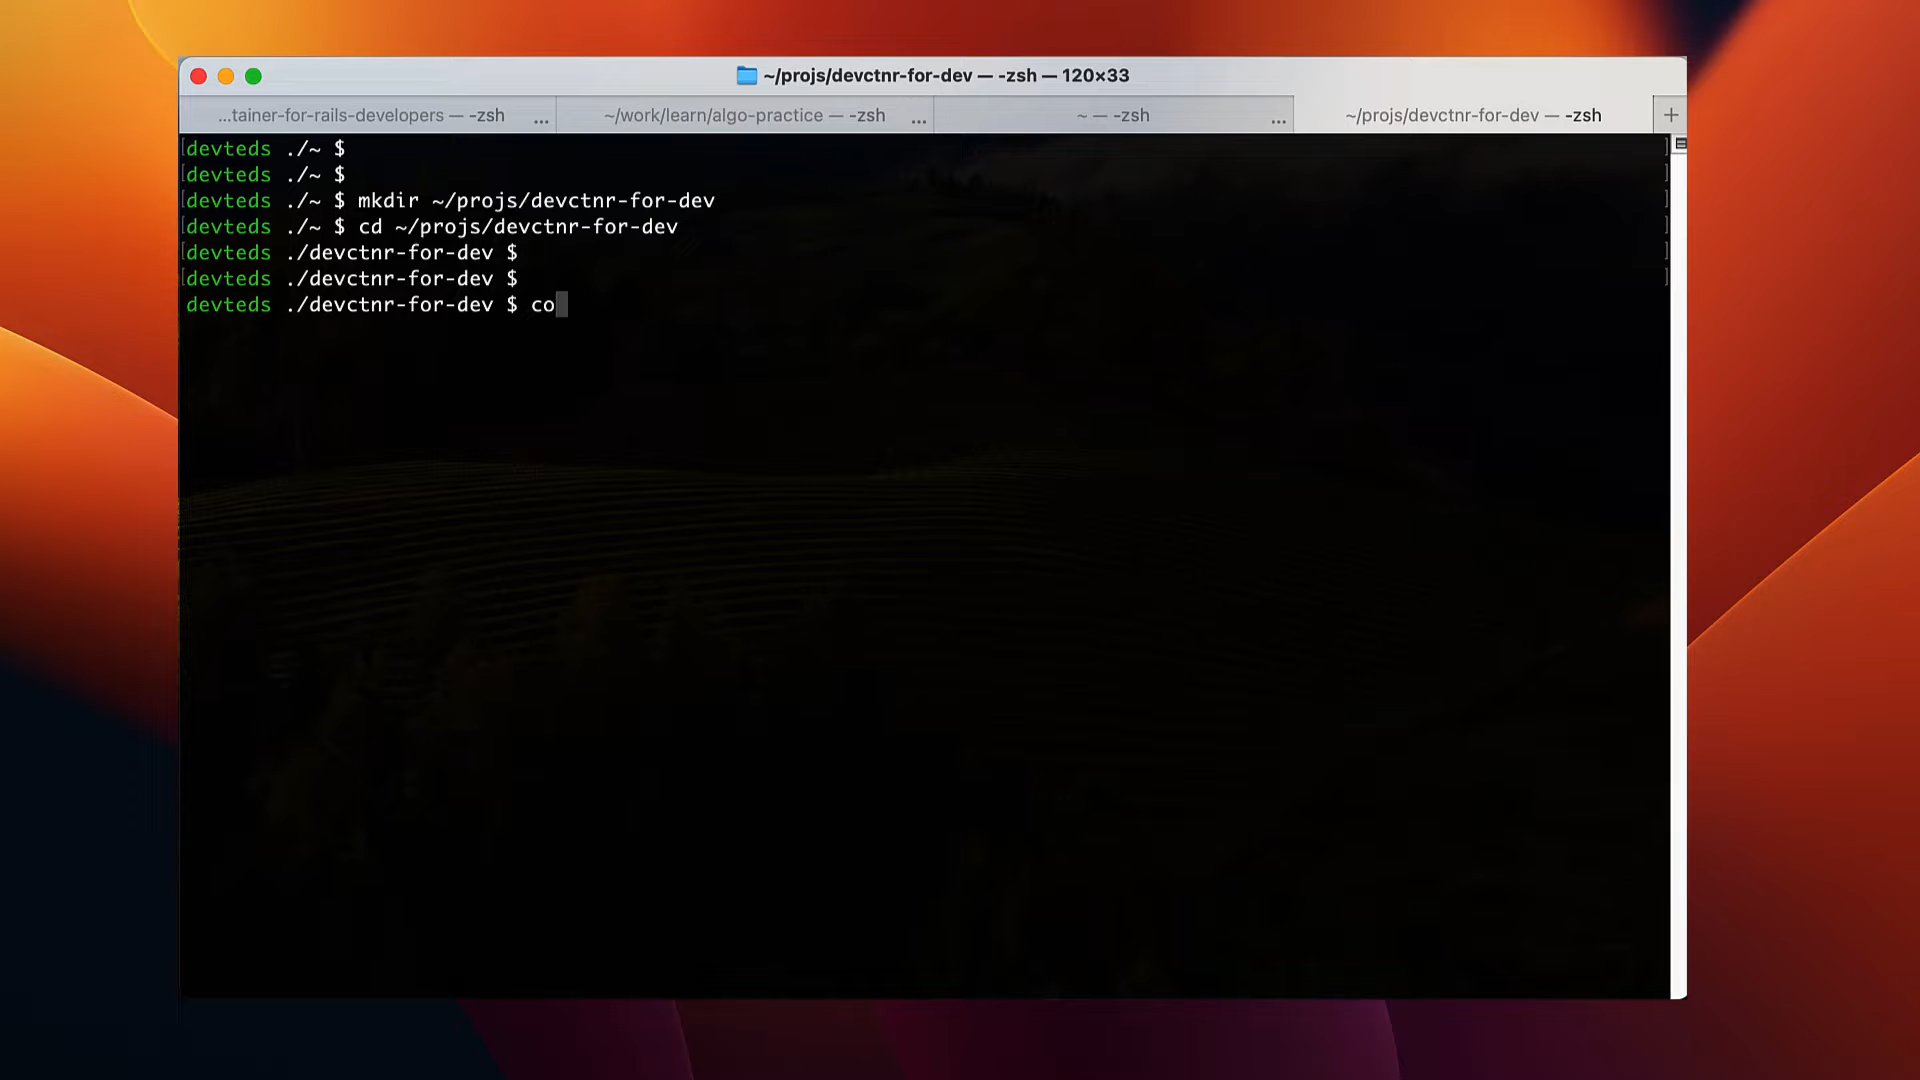 ~/projs/devctnr-for-dev — -zsh — 120×33
...tainer-for-rails-developers — -zsh ... ~/work/learn/algo-practice — -zsh ... ~ — -zsh ... ~/projs/devctnr-for-dev — -zsh +
[devteds ./~ $ ]
[devteds ./~ $ ]
[devteds ./~ $ mkdir ~/projs/devctnr-for-dev ]
[devteds ./~ $ cd ~/projs/devctnr-for-dev ]
[devteds ./devctnr-for-dev $ ]
[devteds ./devctnr-for-dev $ ]
devteds ./devctnr-for-dev $ co